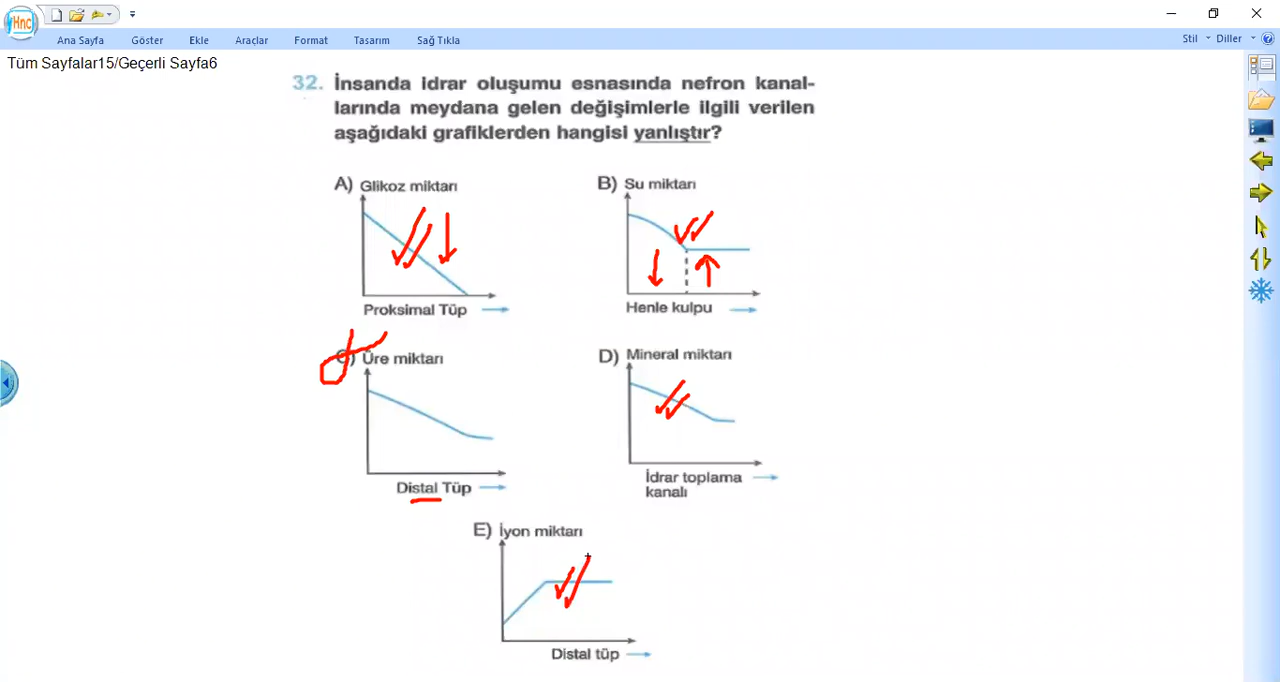 Hnc
Ana Sayfa Göster Ekle Araçlar Format Tasarım Sağ Tıkla Stil Diller
Tüm Sayfalar15/Geçerli Sayfa6
32. İnsanda idrar oluşumu esnasında nefron kanal-
larında meydana gelen değişimlerle ilgili verilen
aşağıdaki grafiklerden hangisi yanlıştır?
A) Glikoz miktarı
Proksimal Tüp
B) Su miktarı
Henle kulpu
C) Üre miktarı
Distal Tüp
D) Mineral miktarı
İdrar toplama
kanalı
E) İyon miktarı
Distal tüp